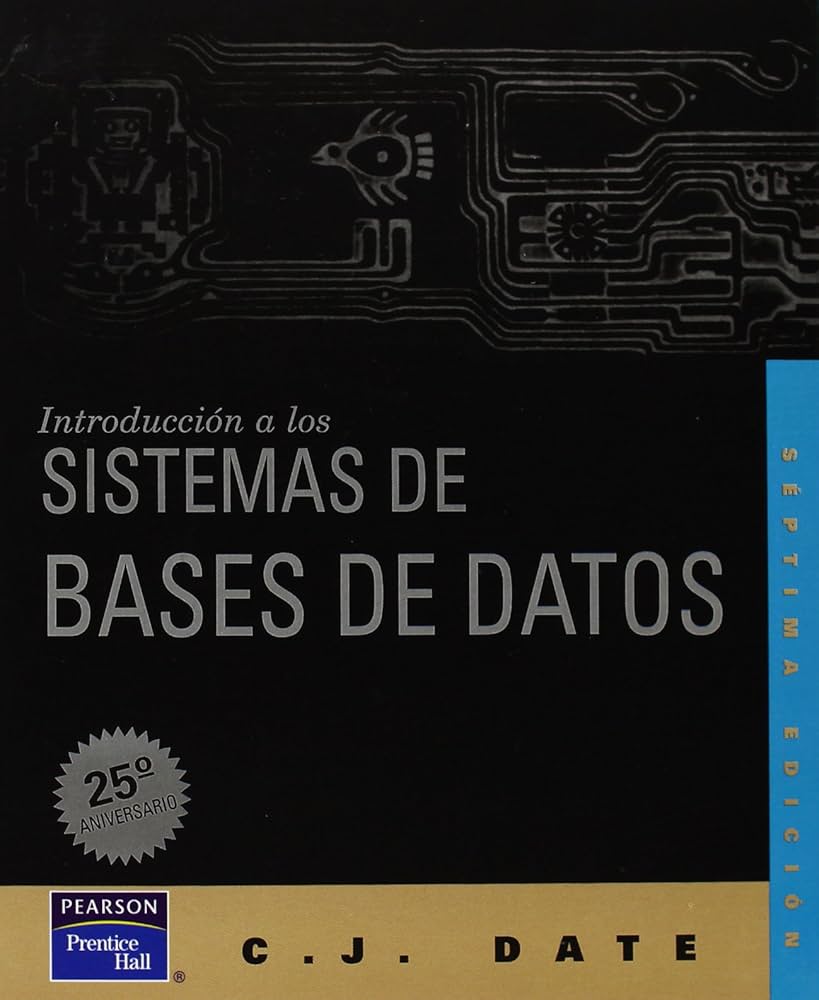 Introducción a los
SISTEMAS DE
BASES DE DATOS
SÉPTIMA EDICIÓN
25º
ANIVERSARIO
PEARSON
Prentice
Hall
®
C.J. DATE